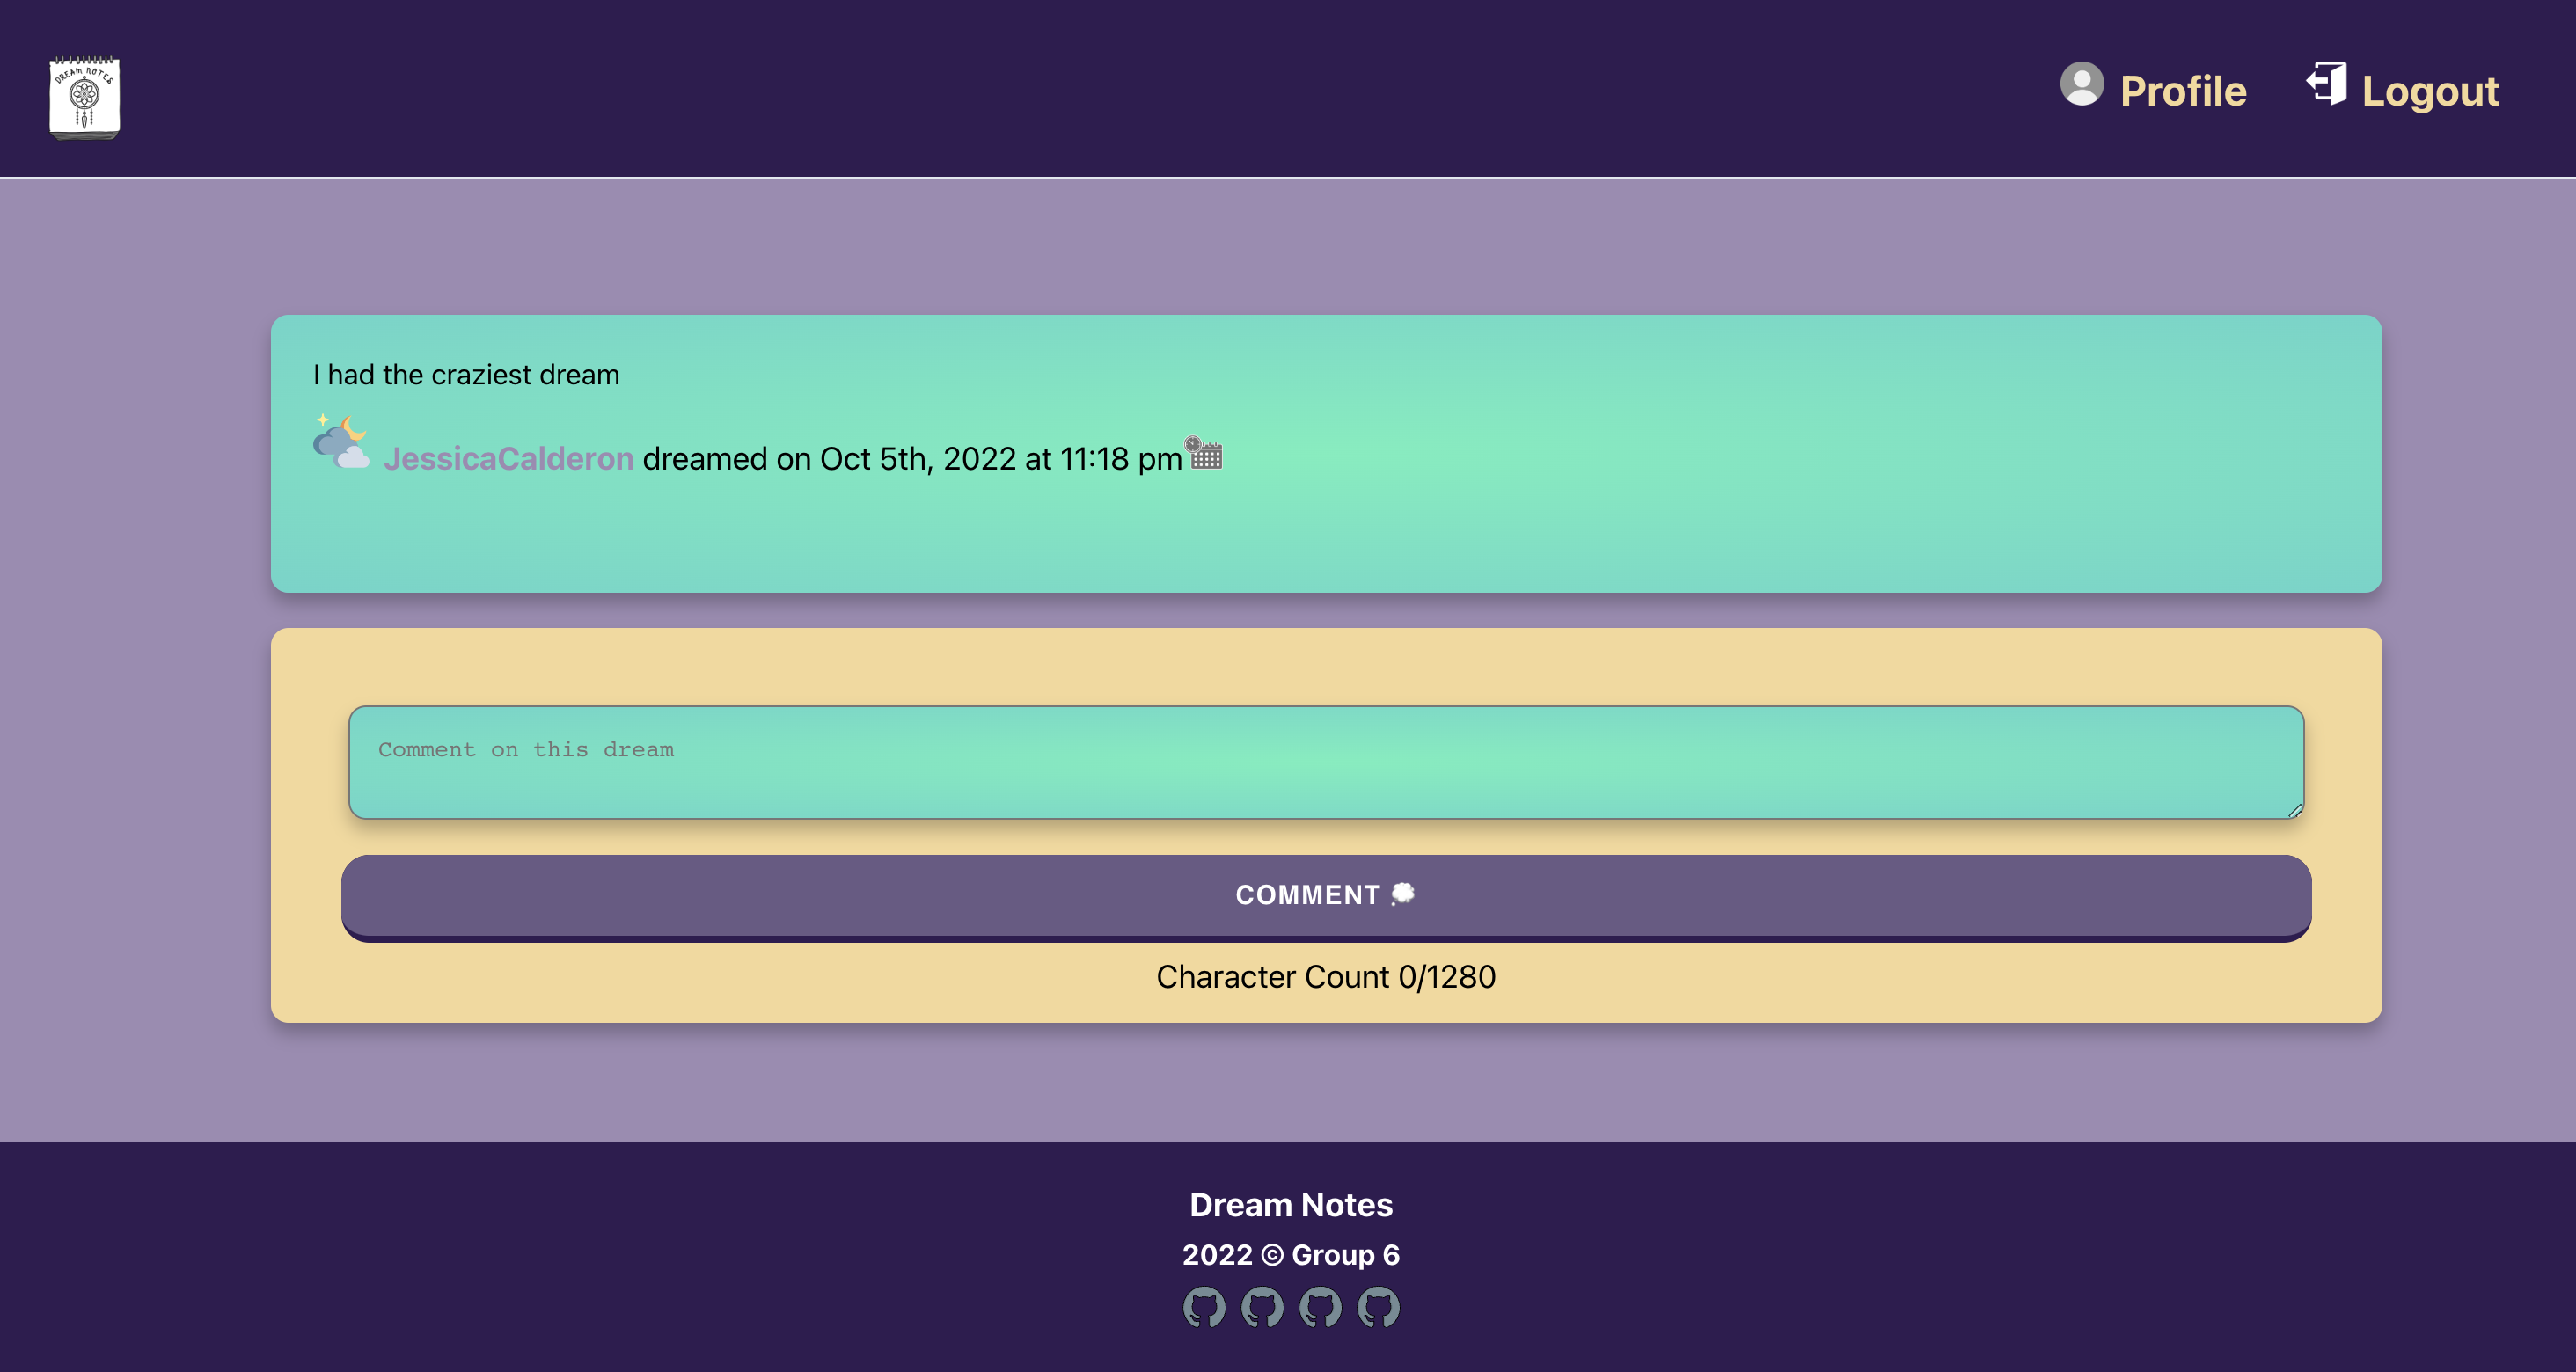 DREAM NOTES
Profile
Logout
I had the craziest dream
JessicaCalderon dreamed on Oct 5th, 2022 at 11:18 pm
Comment on this dream
COMMENT 💭
Character Count 0/1280
Dream Notes
2022 © Group 6